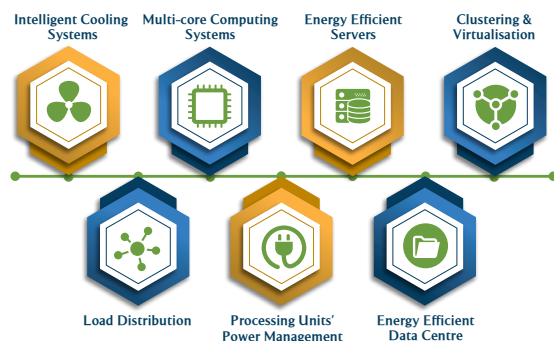 Intelligent Cooling
Systems
Multi-core Computing
Systems
Energy Efficient
Servers
Clustering &
Virtualisation
Load Distribution
Processing Units'
Power Management
Energy Efficient
Data Centre